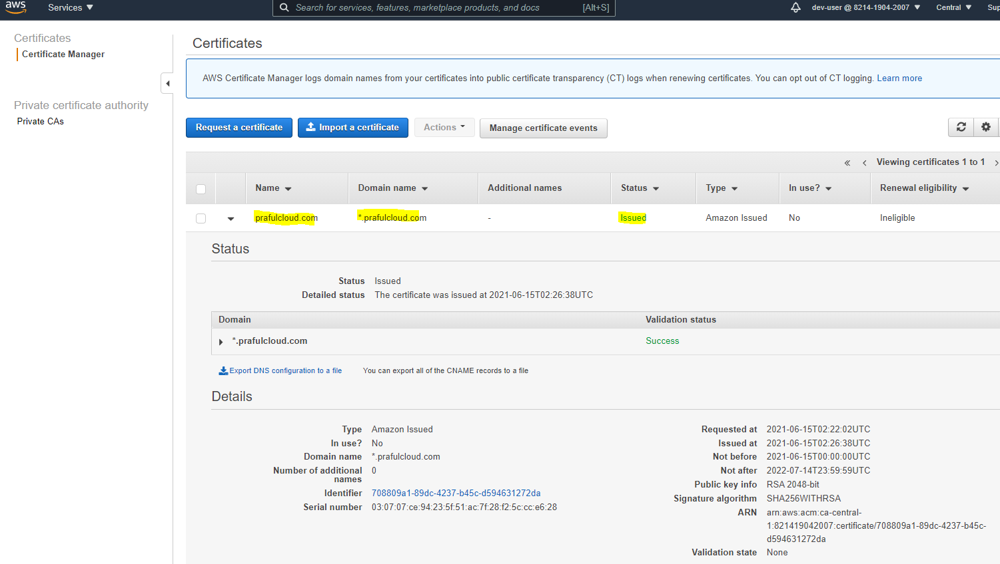 aws
Services
Search for services, features, marketplace products, and docs [Alt+S]
dev-user @ 8214-1904-2007
Central
Sup
Certificates
Certificate Manager
Private certificate authority
Private CAs
Certificates
AWS Certificate Manager logs domain names from your certificates into public certificate transparency (CT) logs when renewing certificates. You can opt out of CT logging. Learn more
Request a certificate Import a certificate Actions Manage certificate events
« ‹ Viewing certificates 1 to 1 ›
Name Domain name Additional names Status Type In use? Renewal eligibility
prafulcloud.com *.prafulcloud.com - Issued Amazon Issued No Ineligible
Status
Status Issued
Detailed status The certificate was issued at 2021-06-15T02:26:38UTC
Domain Validation status
*.prafulcloud.com Success
Export DNS configuration to a file You can export all of the CNAME records to a file
Details
Type Amazon Issued
In use? No
Domain name *.prafulcloud.com
Number of additional
names 0
Identifier 708809a1-89dc-4237-b45c-d594631272da
Serial number 03:07:07:ce:94:23:5f:51:ac:7f:28:f2:5c:cc:e6:28
Requested at 2021-06-15T02:22:02UTC
Issued at 2021-06-15T02:26:38UTC
Not before 2021-06-15T00:00:00UTC
Not after 2022-07-14T23:59:59UTC
Public key info RSA 2048-bit
Signature algorithm SHA256WITHRSA
ARN arn:aws:acm:ca-central-
1:821419042007:certificate/708809a1-89dc-4237-b45c-
d594631272da
Validation state None